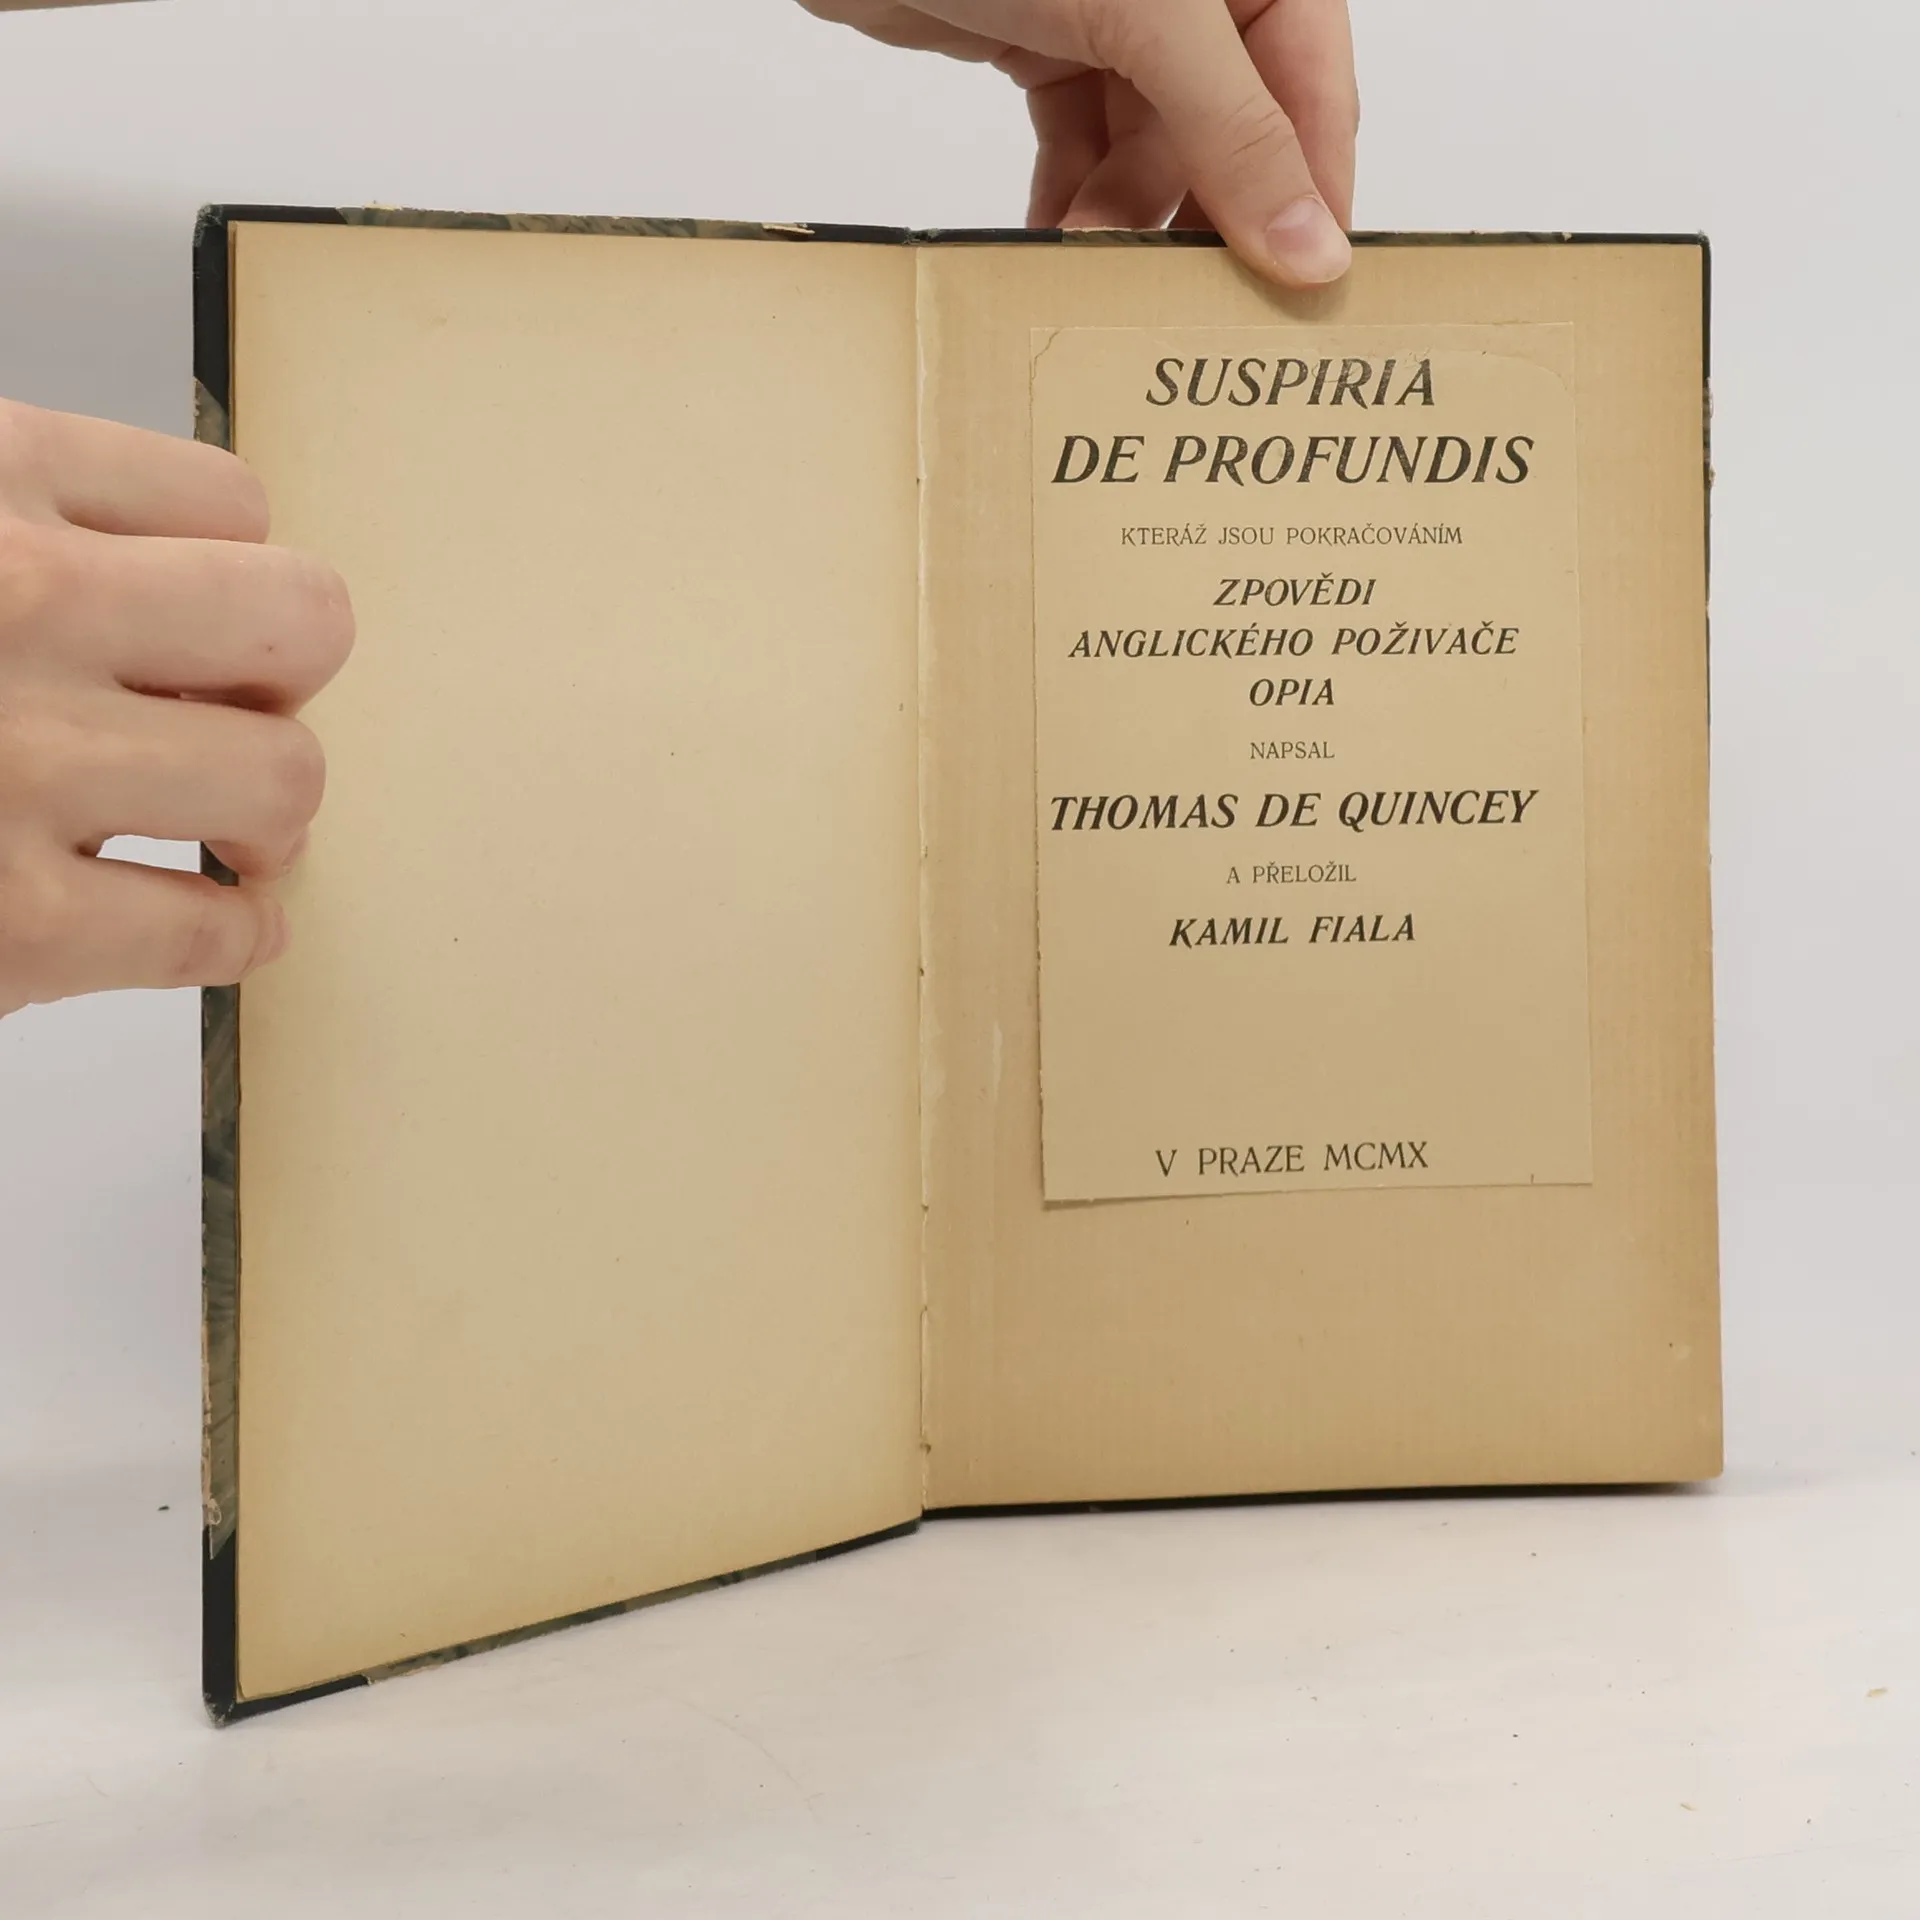 SUSPIRIA
DE PROFUNDIS
KTERÁŽ JSOU POKRAČOVÁNÍM
ZPOVĚDI
ANGLICKÉHO POŽIVAČE
OPIA
NAPSAL
THOMAS DE QUINCEY
A PŘELOŽIL
KAMIL FIALA
V PRAZE MCMX